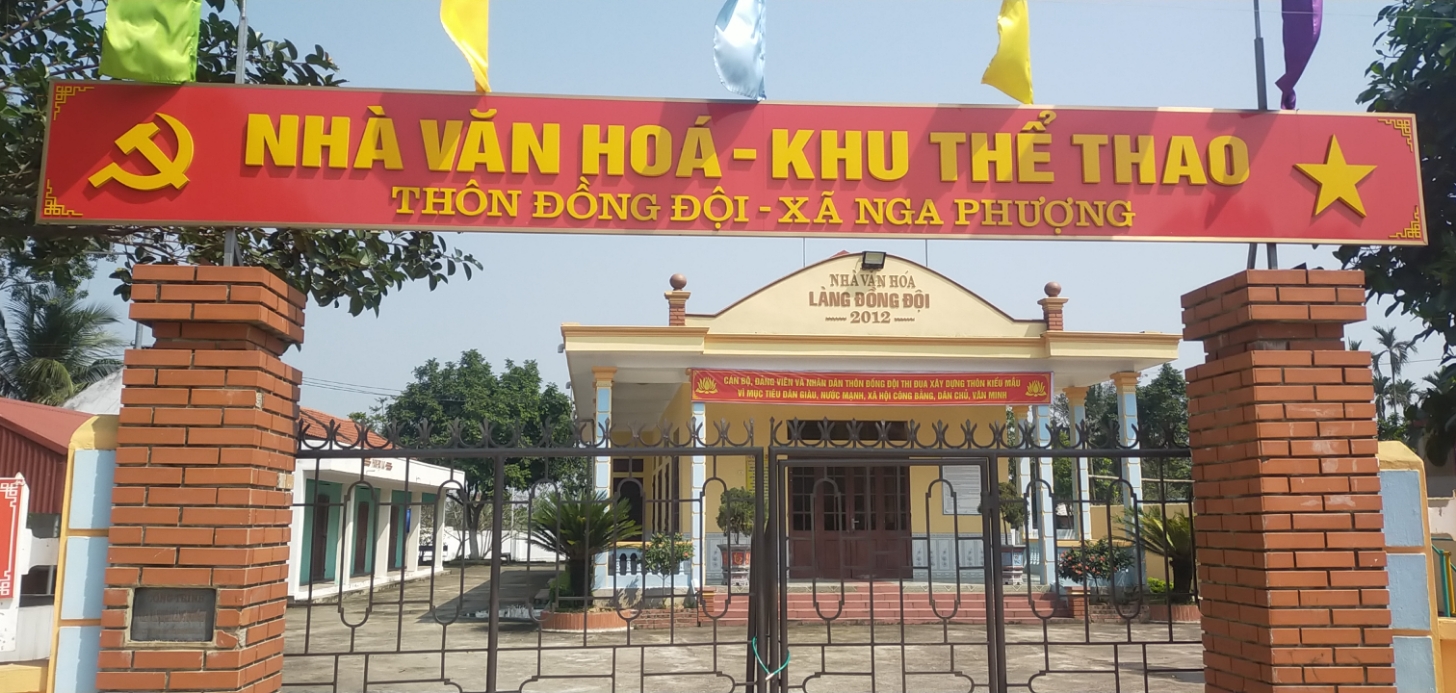 NHÀ VĂN HOÁ - KHU THỂ THAO
THÔN ĐỒNG ĐỘI - XÃ NGA PHƯỢNG
NHÀ VĂN HÓA
LÀNG ĐỒNG ĐỘI
2012
CÁN BỘ, ĐẢNG VIÊN VÀ NHÂN DÂN THÔN ĐỒNG ĐỘI THI ĐUA XÂY DỰNG THÔN KIỂU MẪU
VÌ MỤC TIÊU DÂN GIÀU, NƯỚC MẠNH, XÃ HỘI CÔNG BẰNG, DÂN CHỦ, VĂN MINH